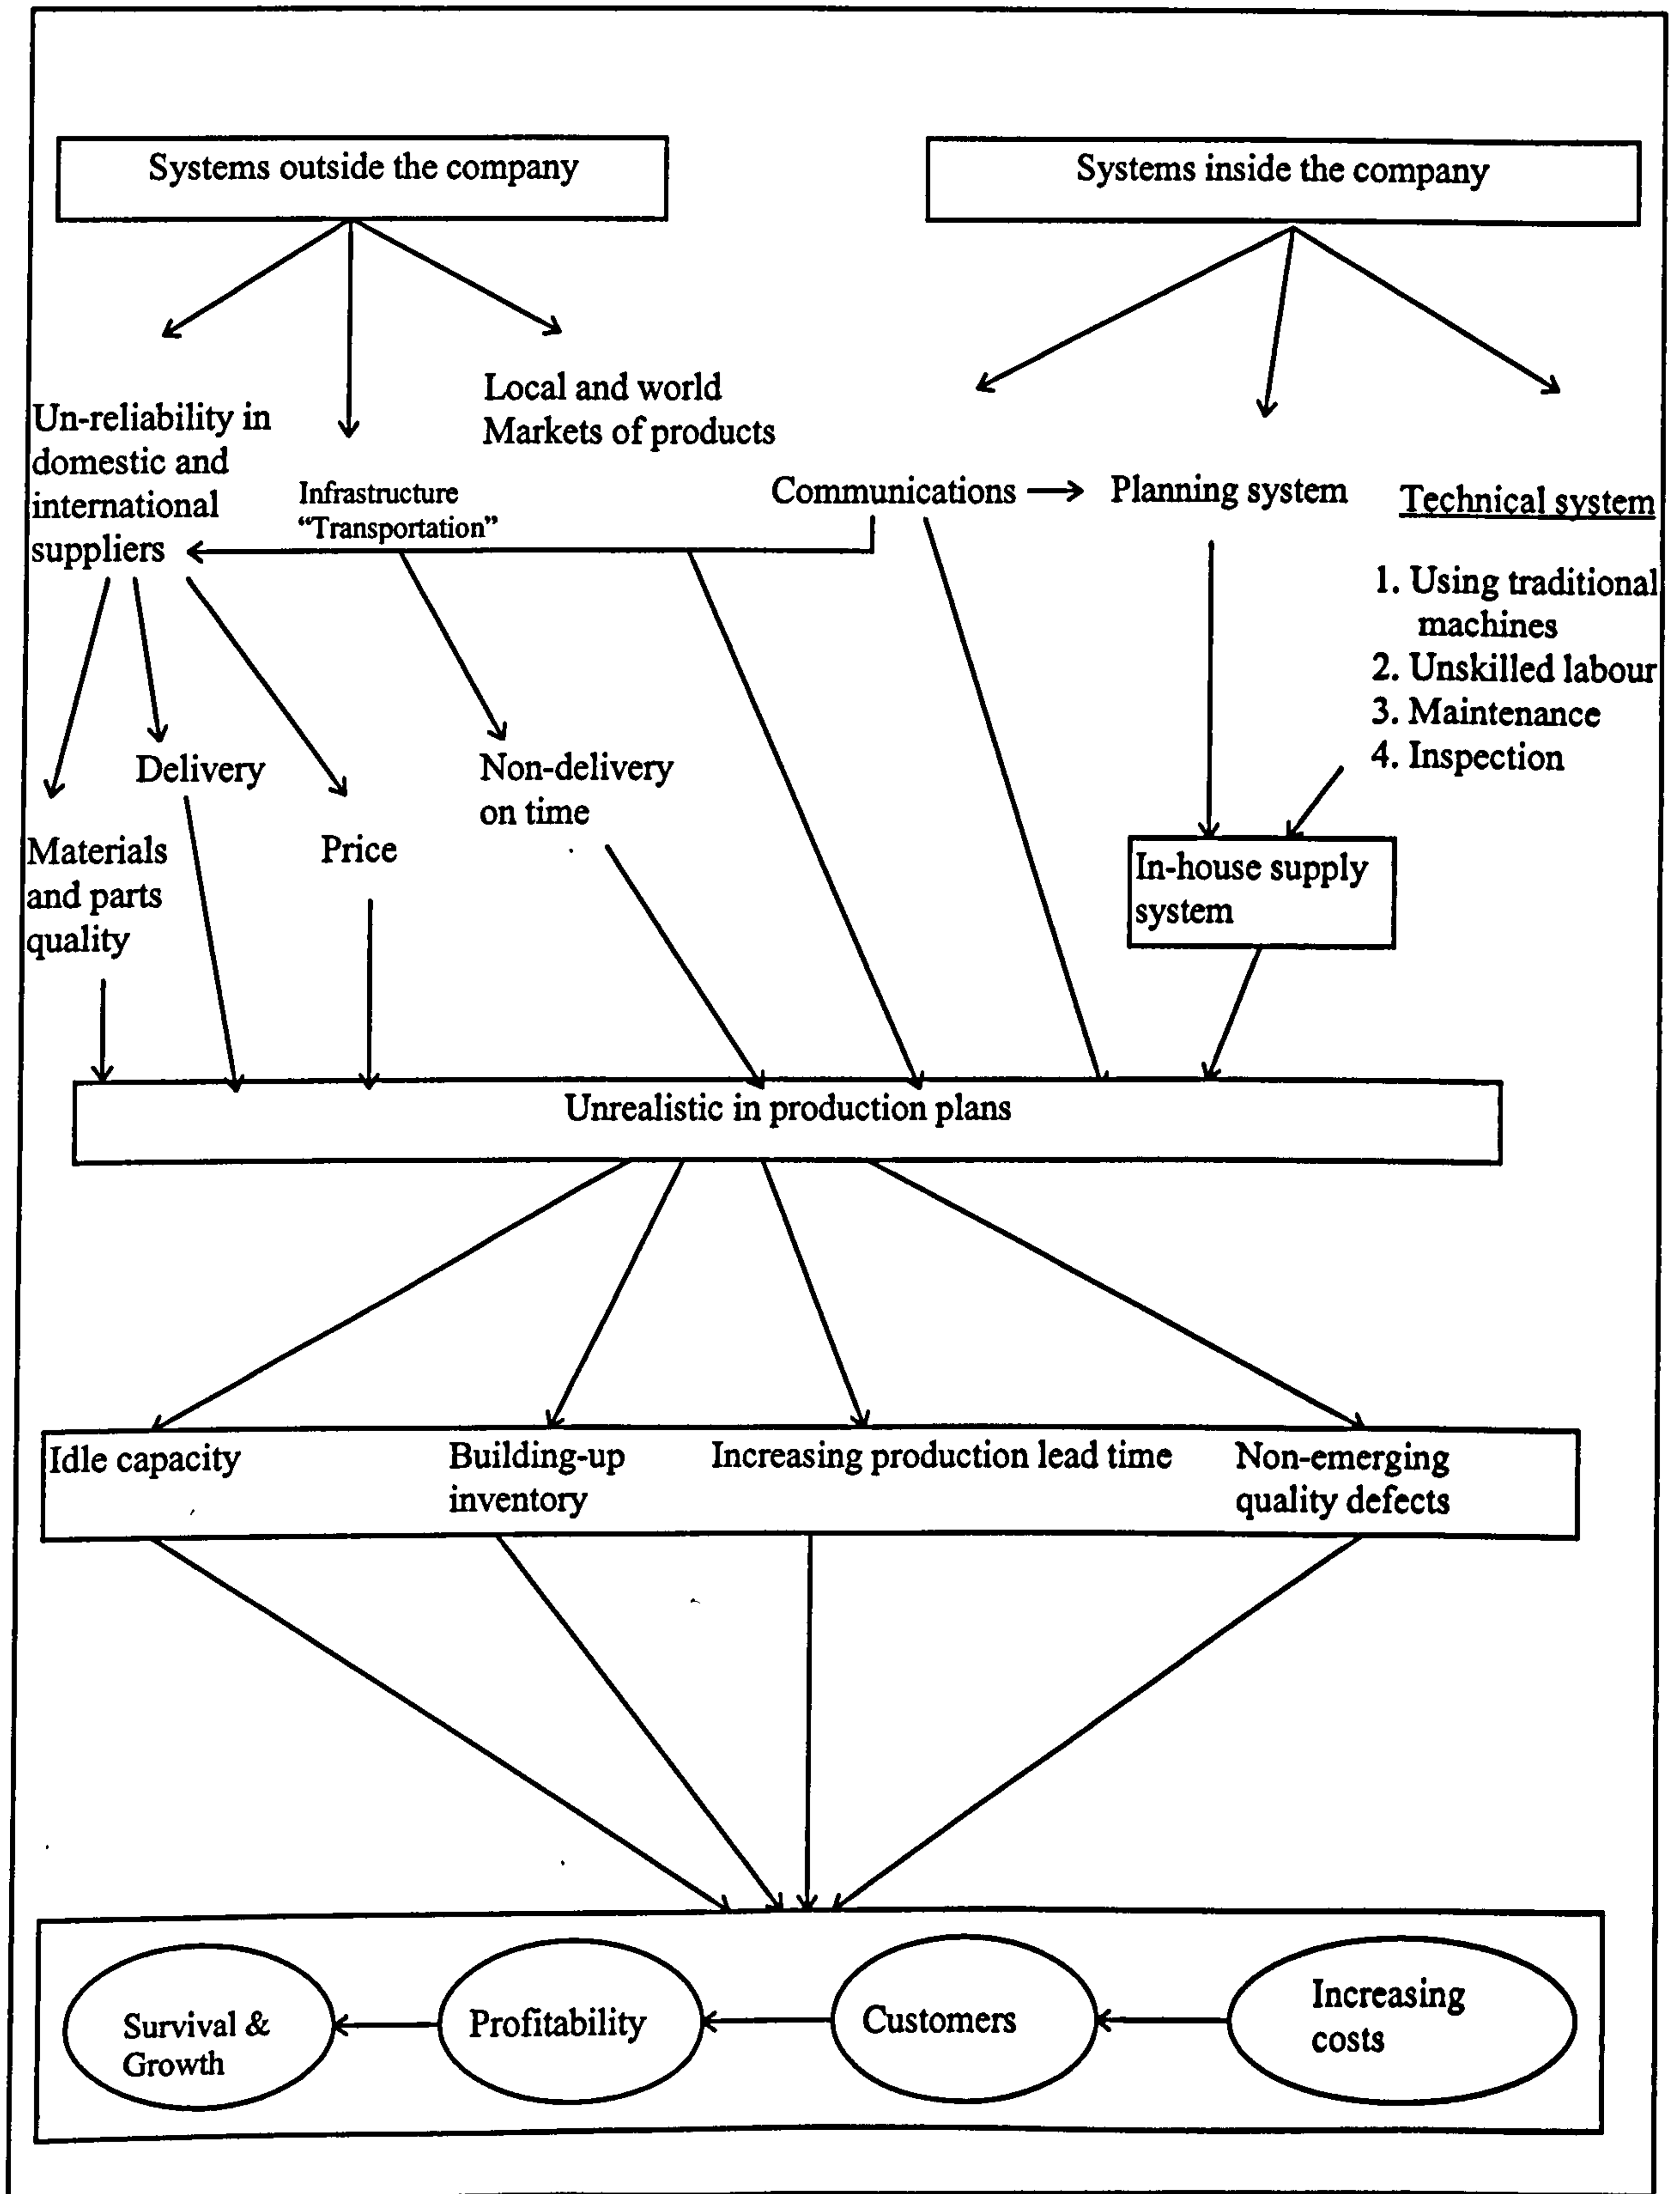 Systems outside the company
Systems inside the company
Un-reliability in
domestic and
international
suppliers
Infrastructure
“Transportation”
Local and world
Markets of products
Communications
Planning system
Technical system
1. Using traditional
machines
2. Unskilled labour
3. Maintenance
4. Inspection
Materials
and parts
quality
Delivery
Price
Non-delivery
on time
In-house supply
system
Unrealistic in production plans
Idle capacity
Building-up
inventory
Increasing production lead time
Non-emerging
quality defects
Survival &
Growth
Profitability
Customers
Increasing
costs